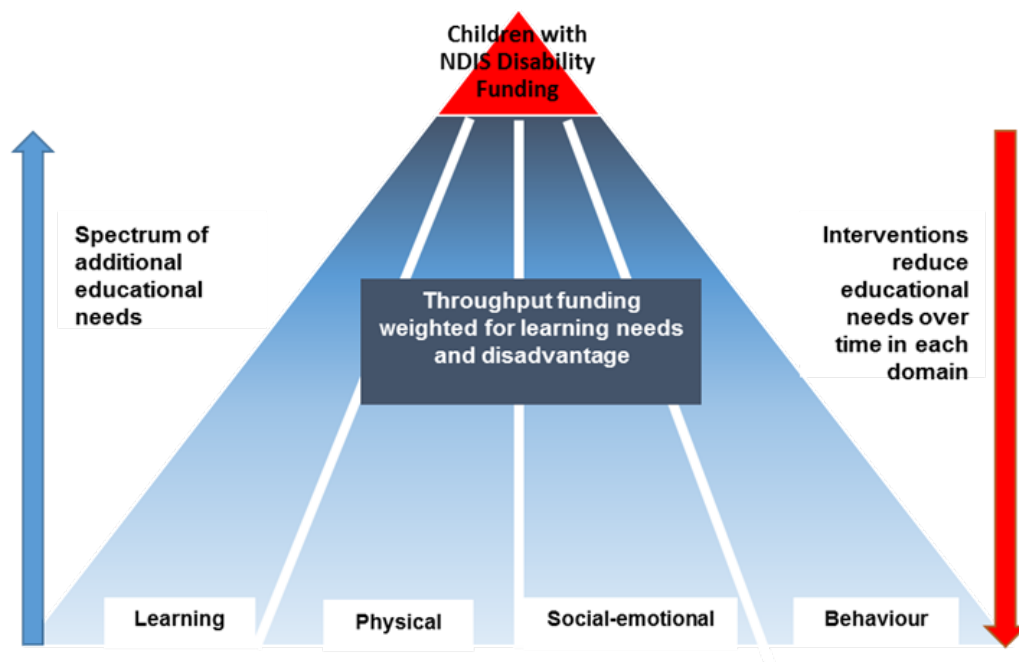 Children with
NDIS Disability
Funding
Spectrum of
additional
educational
needs
Interventions
reduce
educational
needs over
time in each
domain
Throughput funding
weighted for learning needs
and disadvantage
Learning
Physical
Social-emotional
Behaviour